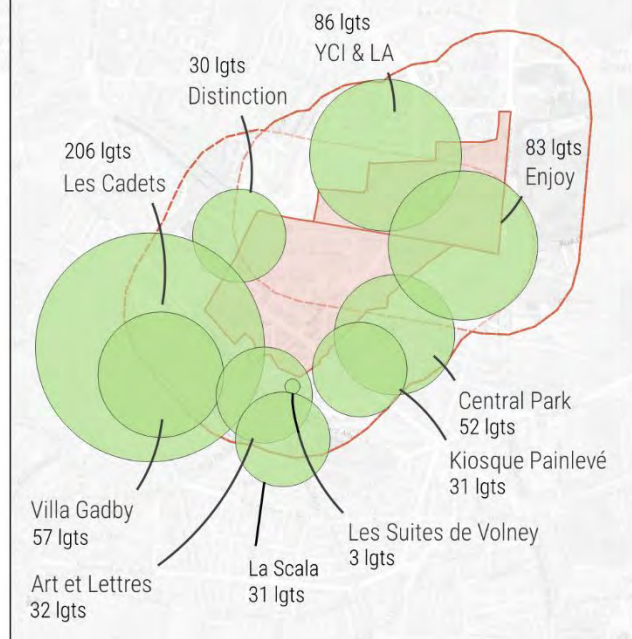 86 lgts
YCI & LA
30 lgts
Distinction
206 lgts
Les Cadets
83 lgts
Enjoy
Central Park
52 lgts
Kiosque Painlevé
31 lgts
Les Suites de Volney
3 lgts
La Scala
31 lgts
Villa Gadby
57 lgts
Art et Lettres
32 lgts